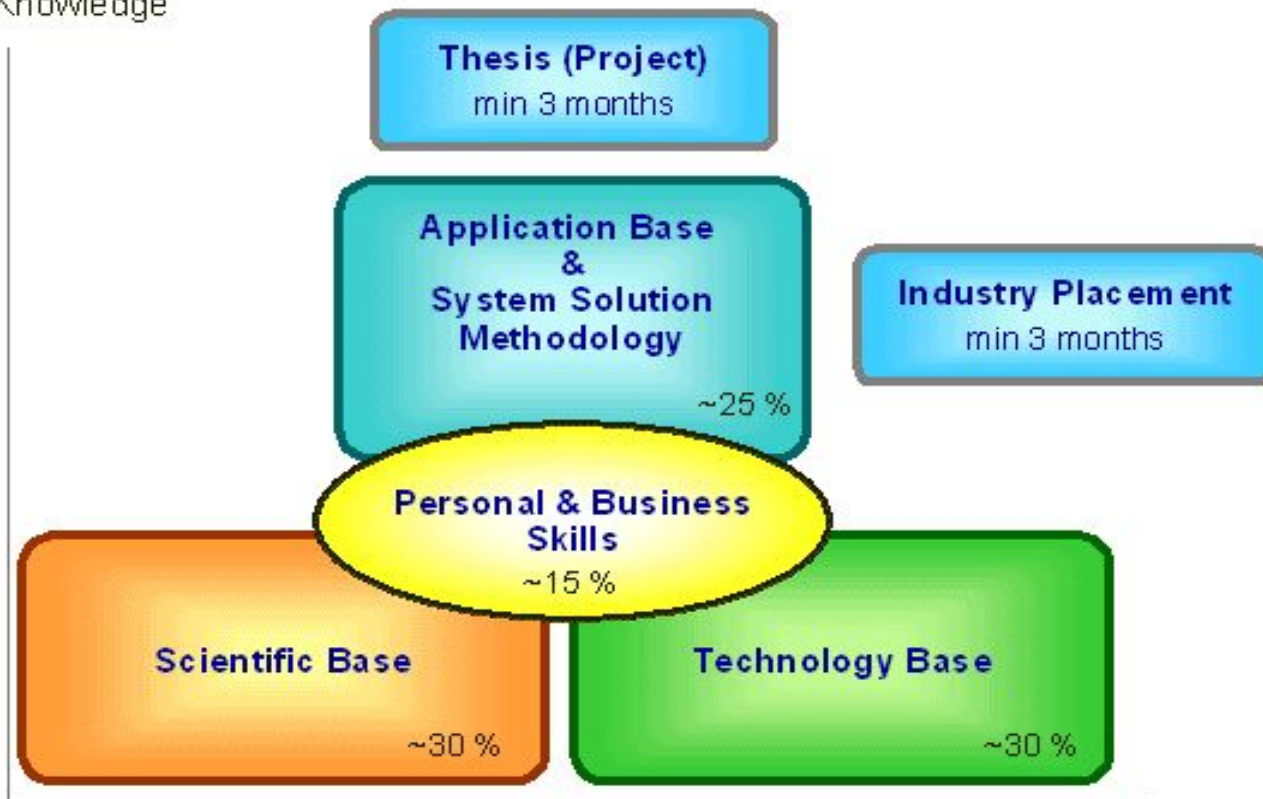 Knowledge
Thesis (Project)
min 3 months
Application Base
&
System Solution
Methodology
~25 %
Industry Placement
min 3 months
Personal & Business
Skills
~15 %
Scientific Base
~30 %
Technology Base
~30 %